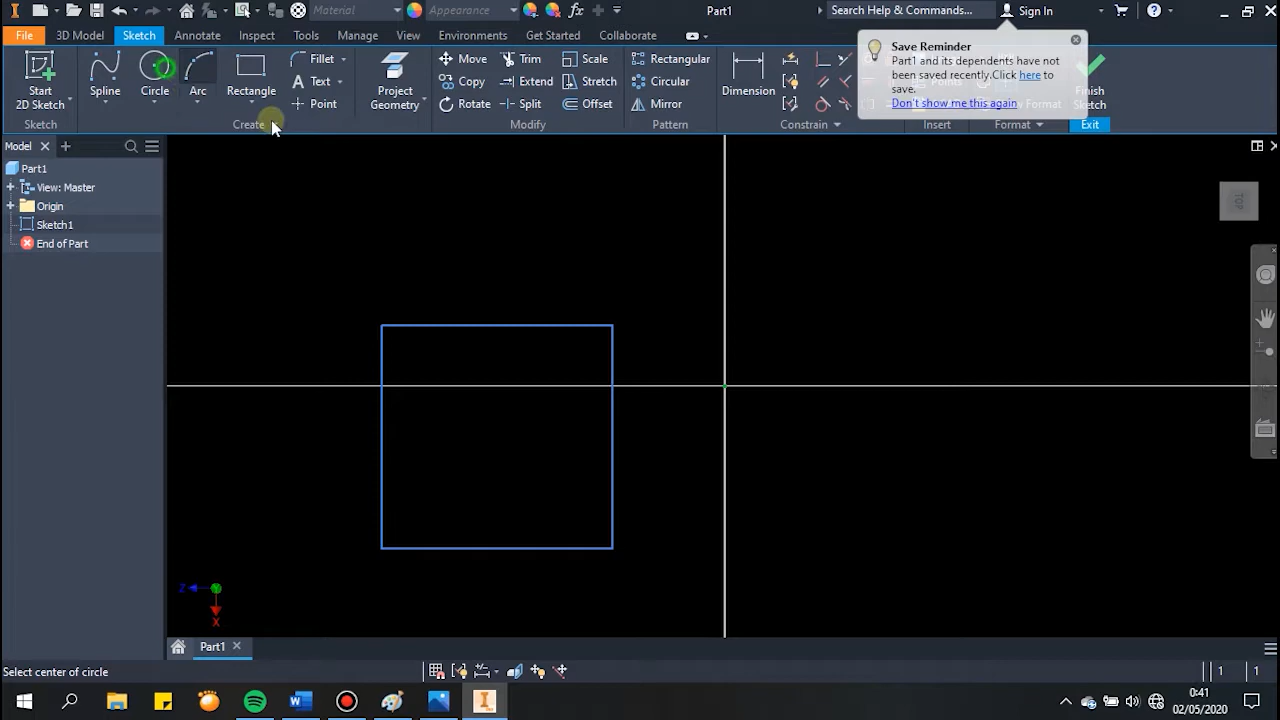 Material
Appearance
fx
Part1
Search Help & Commands...
Sign In
File
3D Model
Sketch
Annotate
Inspect
Tools
Manage
View
Environments
Get Started
Collaborate
Start
2D Sketch
Spline
Circle
Arc
Rectangle
Fillet
Text
Point
Project
Geometry
Move
Copy
Rotate
Trim
Extend
Split
Scale
Stretch
Offset
Rectangular
Circular
Mirror
Dimension
Finish
Sketch
Sketch
Create
Modify
Pattern
Constrain
Insert
Format
Exit
Save Reminder
Part1 and its dependents have not
been saved recently.Click here to
save.
Don't show me this again
Model
Part1
View: Master
Origin
Sketch1
End of Part
TOP
Z
X
Part1
Select center of circle
1
1
0:41
02/05/2020